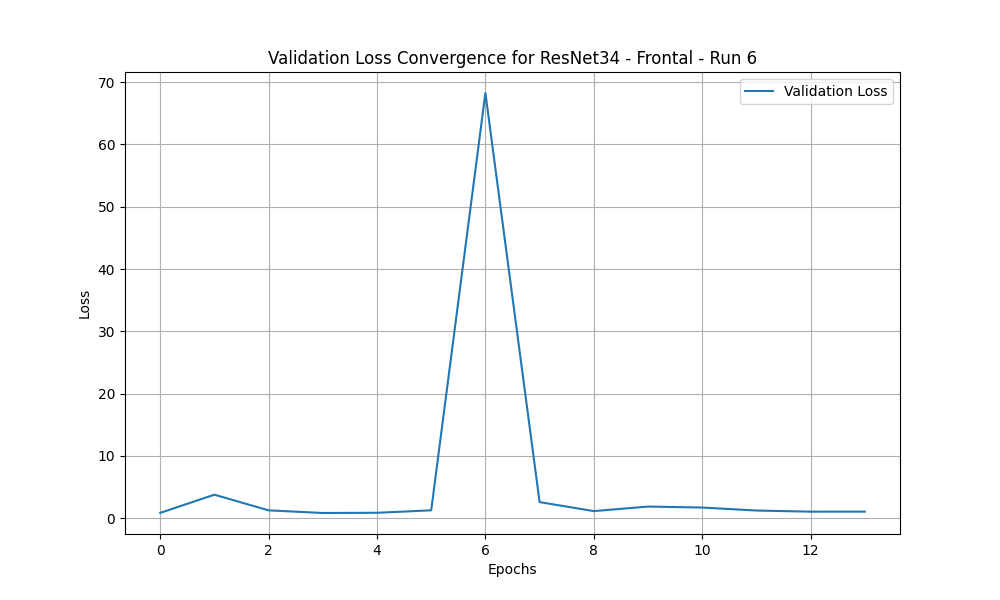 Validation Loss Convergence for ResNet34 - Frontal - Run 6
Validation Loss
70
60
50
40
30
20
10
0
Loss
0 2 4 6 8 10 12
Epochs